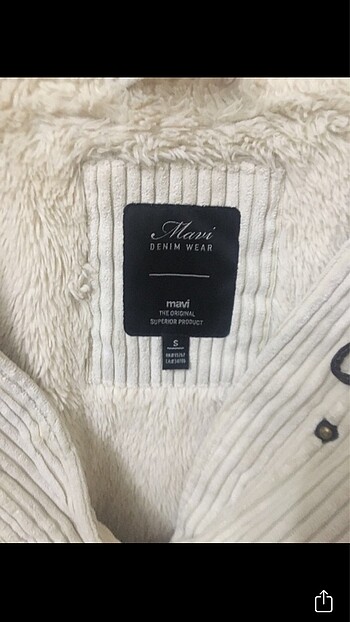 Mavi
DENIM WEAR
mavi
THE ORIGINAL
SUPERIOR PRODUCT
S